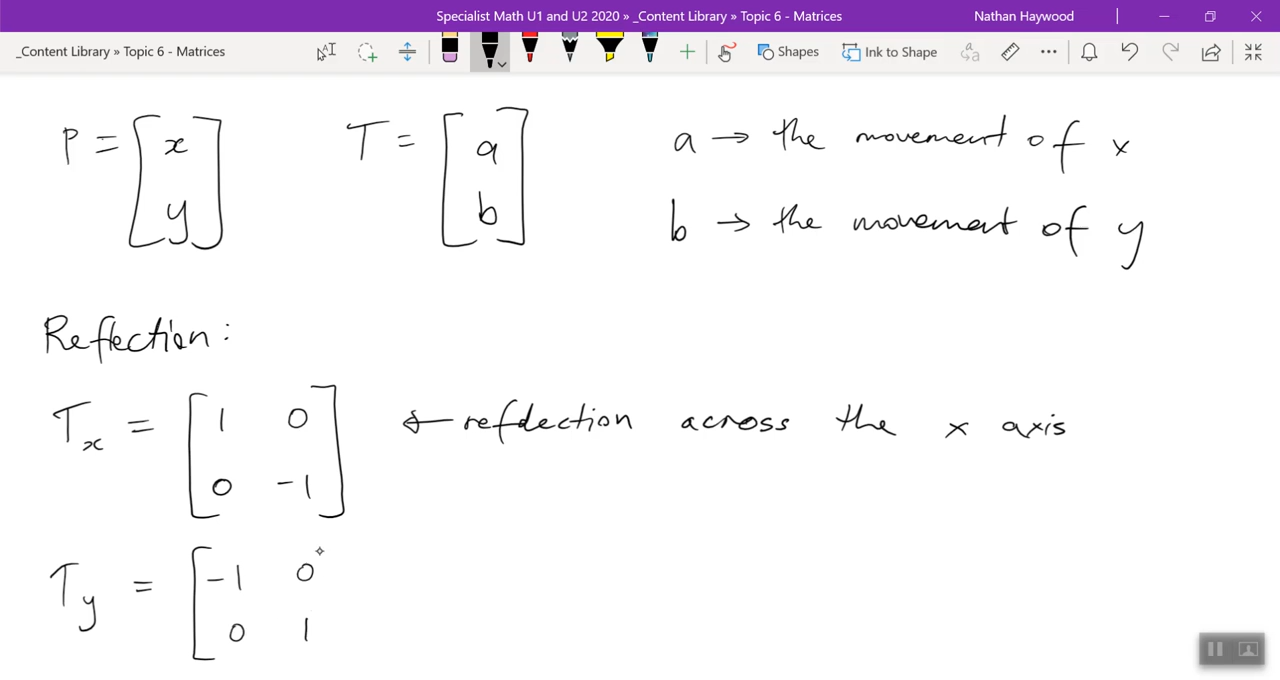 Specialist Math U1 and U2 2020 » _Content Library » Topic 6 - Matrices Nathan Haywood
_Content Library » Topic 6 - Matrices Shapes Ink to Shape
P = [x y] T = [a b] a → the movement of x
b → the movement of y
Reflection:
Tx = [1 0 0 -1] ← refdection across the x axis
Ty = [-1 0 0 1